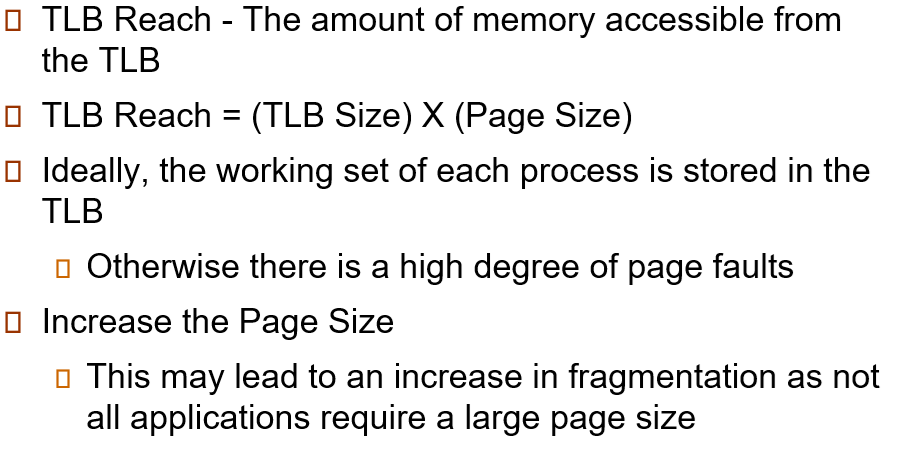 TLB Reach - The amount of memory accessible from
the TLB
TLB Reach = (TLB Size) X (Page Size)
Ideally, the working set of each process is stored in the
TLB
Otherwise there is a high degree of page faults
Increase the Page Size
This may lead to an increase in fragmentation as not
all applications require a large page size